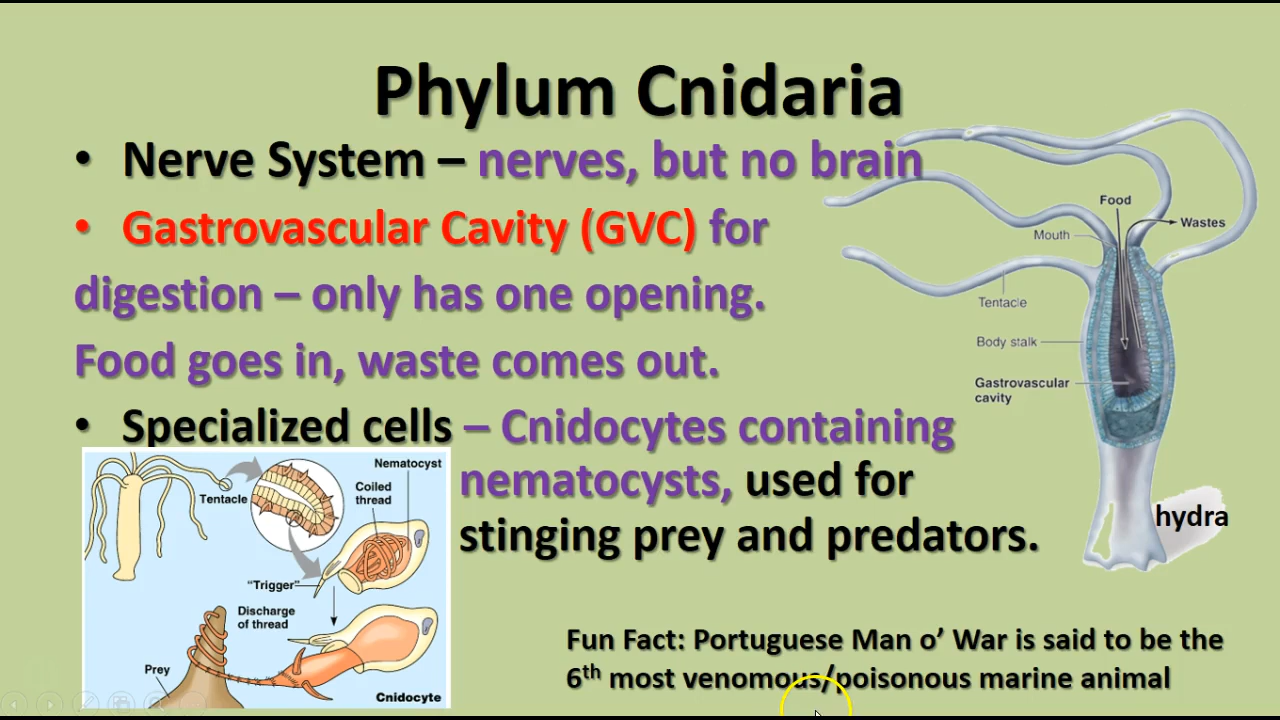 Phylum Cnidaria
• Nerve System – nerves, but no brain
• Gastrovascular Cavity (GVC) for
digestion – only has one opening.
Food goes in, waste comes out.
• Specialized cells – Cnidocytes containing
nematocysts, used for
stinging prey and predators.
Food
Wastes
Mouth
Tentacle
Body stalk
Gastrovascular
cavity
hydra
Nematocyst
Coiled
thread
Tentacle
"Trigger"
Discharge
of thread
Prey
Cnidocyte
Fun Fact: Portuguese Man o’ War is said to be the
6th most venomous/poisonous marine animal